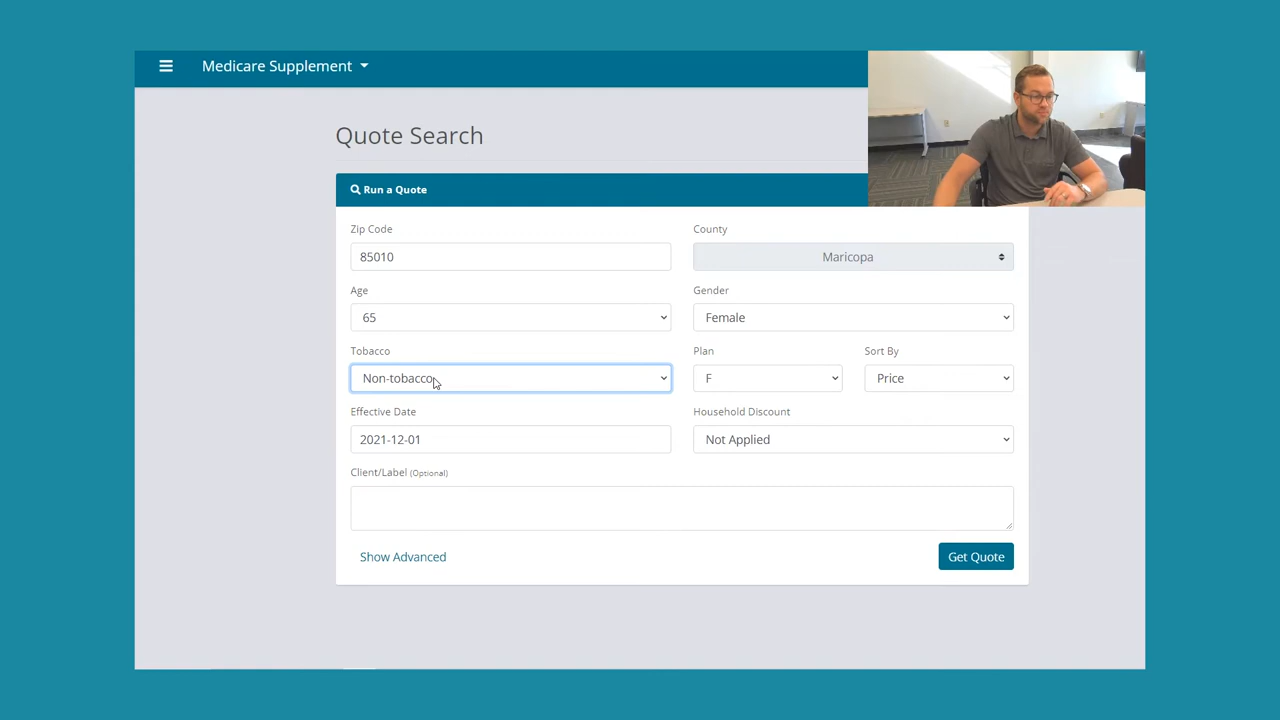 Medicare Supplement
Quote Search
Run a Quote
Zip Code County
85010 Maricopa
Age Gender
65 Female
Tobacco Plan Sort By
Non-tobacco F Price
Effective Date Household Discount
2021-12-01 Not Applied
Client/Label (Optional)
Show Advanced Get Quote